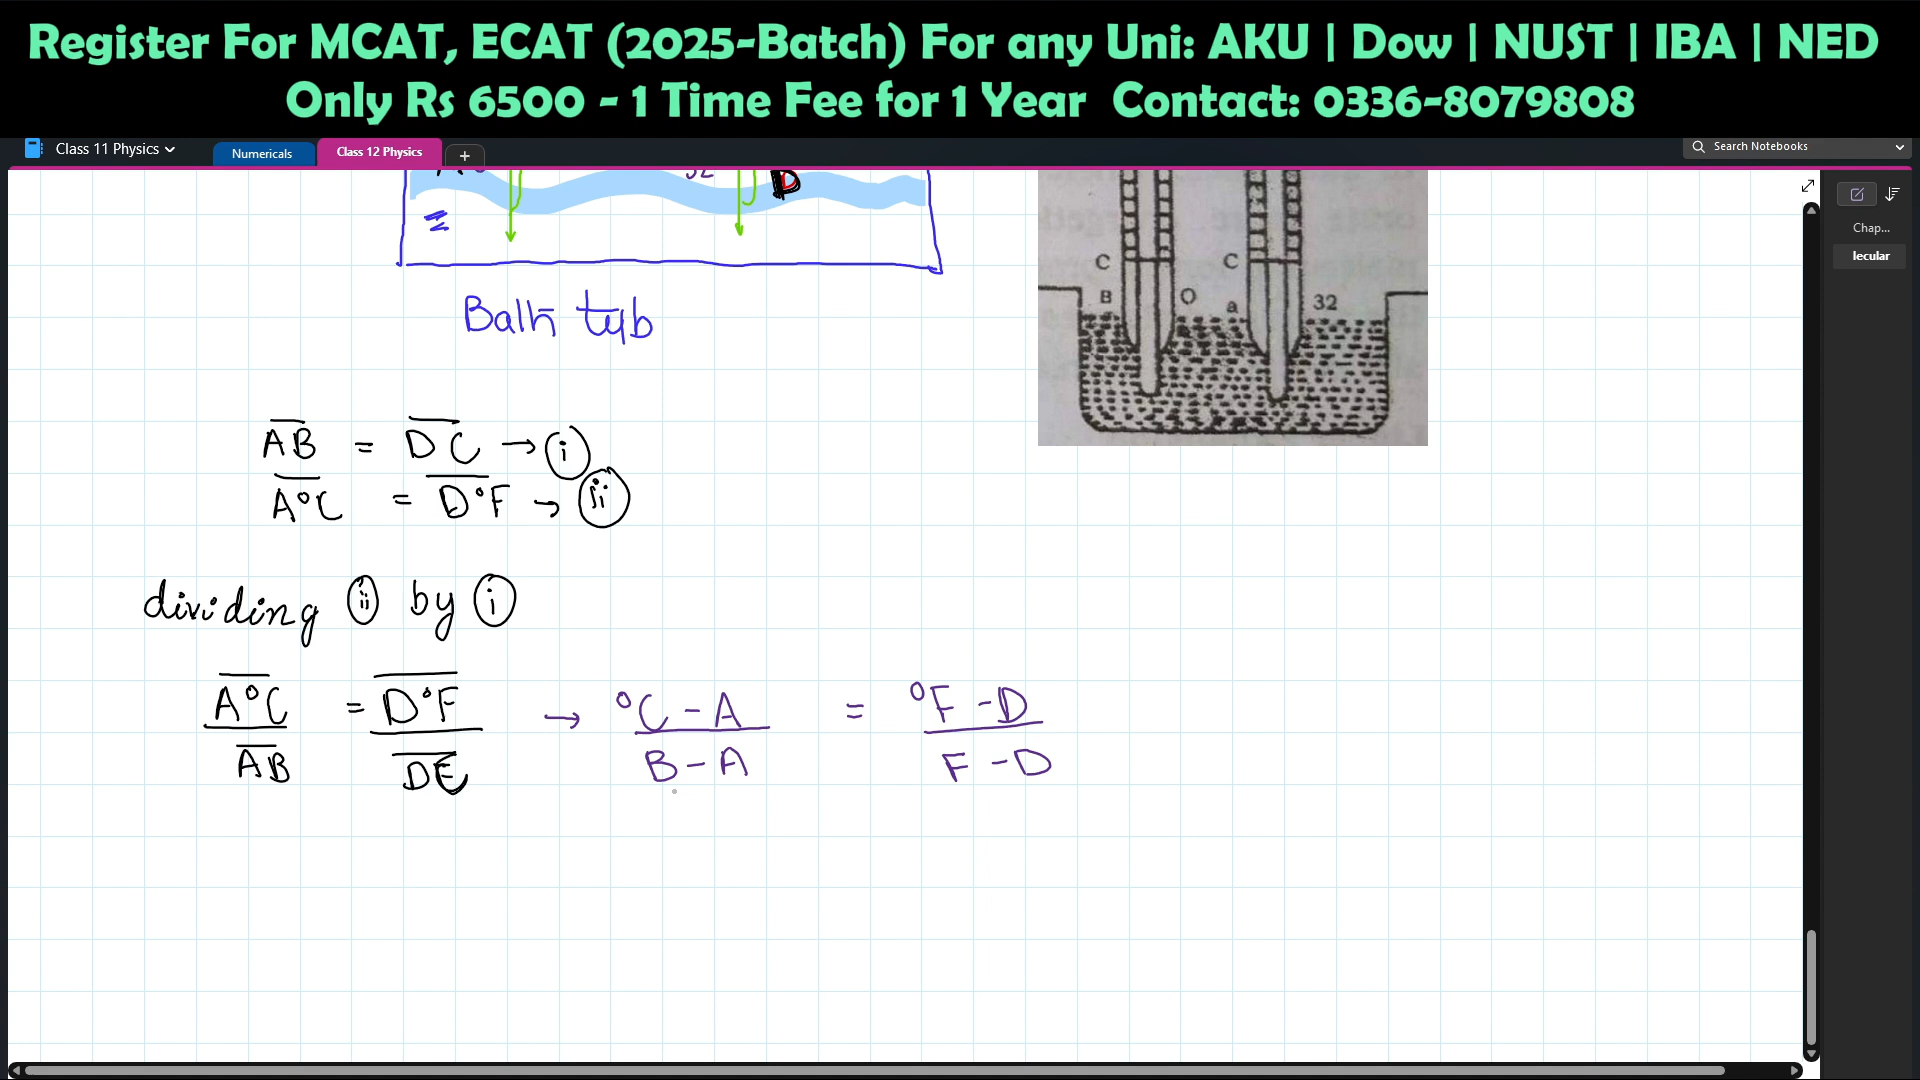 Register For MCAT, ECAT (2025-Batch) For any Uni: AKU | Dow | NUST | IBA | NED
Only Rs 6500 - 1 Time Fee for 1 Year Contact: 0336-8079808
Class 11 Physics
Numericals
Class 12 Physics
+
Search Notebooks
Chap...
lecular
32
D
C
C
B
O
a
32
Bath tub
AB = DC → i
A°C = D°F → ii
dividing ii by i
A°C = D°F → °C - A = °F - D
AB DE B - A F - D